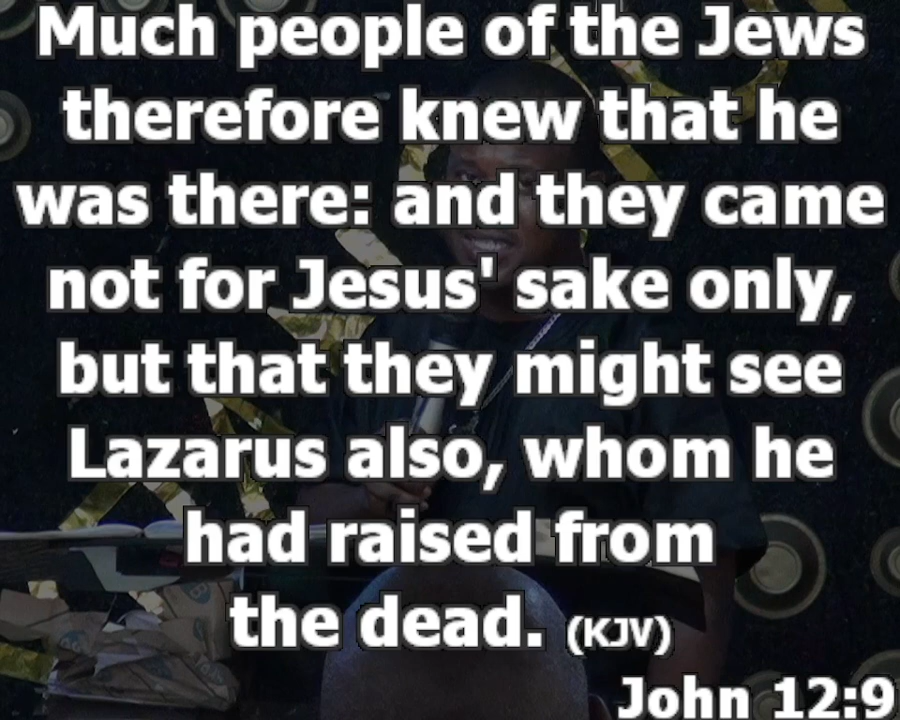 Much people of the Jews
therefore knew that he
was there: and they came
not for Jesus' sake only,
but that they might see
Lazarus also, whom he
had raised from
the dead. (KJV)
John 12:9